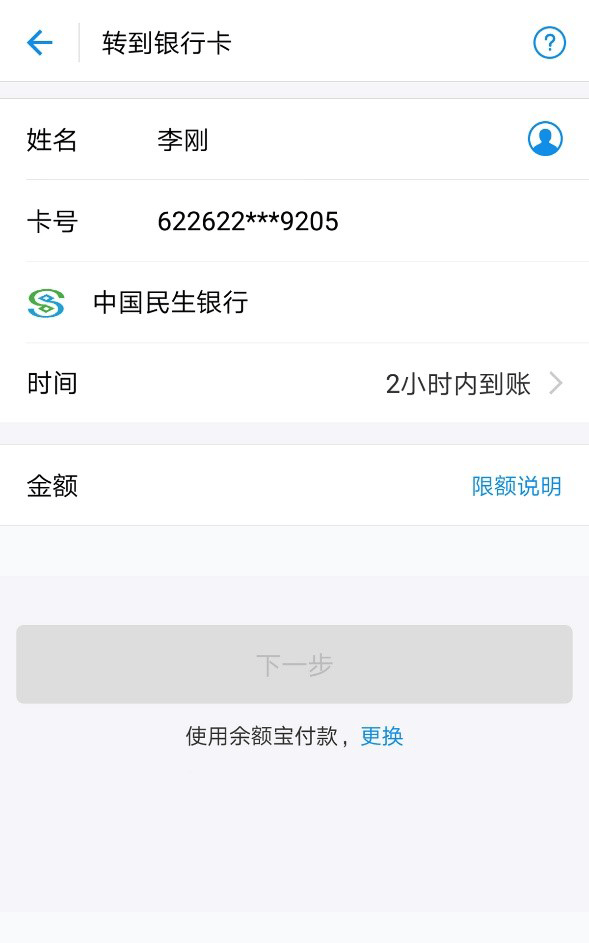 转到银行卡
?
姓名 李刚
卡号 622622***9205
中国民生银行
时间 2小时内到账
金额 限额说明
下一步
使用余额宝付款，更换